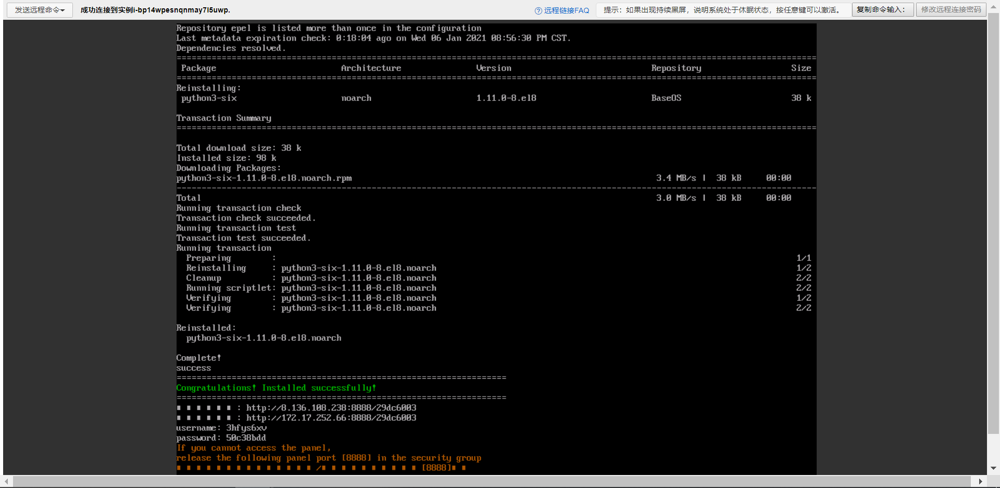 发送远程命令 成功连接到实例i-bp14wpesnqnmay7l5uwp. 远程链接FAQ 提示：如果出现持续黑屏，说明系统处于休眠状态，按任意键可以激活。 复制命令输入： 修改远程连接密码
Repository epel is listed more than once in the configuration
Last metadata expiration check: 0:18:04 ago on Wed 06 Jan 2021 08:56:30 PM CST.
Dependencies resolved.
================================================================================
Package Architecture Version Repository Size
================================================================================
Reinstalling:
python3-six noarch 1.11.0-8.el8 BaseOS 38 k
Transaction Summary
================================================================================
Total download size: 38 k
Installed size: 98 k
Downloading Packages:
python3-six-1.11.0-8.el8.noarch.rpm 3.4 MB/s | 38 kB 00:00
--------------------------------------------------------------------------------
Total 3.0 MB/s | 38 kB 00:00
Running transaction check
Transaction check succeeded.
Running transaction test
Transaction test succeeded.
Running transaction
Preparing : 1/1
Reinstalling : python3-six-1.11.0-8.el8.noarch 1/2
Cleanup : python3-six-1.11.0-8.el8.noarch 2/2
Running scriptlet: python3-six-1.11.0-8.el8.noarch 2/2
Verifying : python3-six-1.11.0-8.el8.noarch 1/2
Verifying : python3-six-1.11.0-8.el8.noarch 2/2
Reinstalled:
python3-six-1.11.0-8.el8.noarch
Complete!
success
==================================================================
Congratulations! Installed successfully!
==================================================================
■ ■ ■ ■ ■ ■ : http://8.136.108.238:8888/29dc6003
■ ■ ■ ■ ■ ■ : http://172.17.252.66:8888/29dc6003
username: 3hfys6xv
password: 50c38bdd
If you cannot access the panel,
release the following panel port [8888] in the security group
■ ■ ■ ■ ■ ■ ■ ■ ■ ■ ■ ■ ■ ■ /■ ■ ■ ■ ■ ■ ■ ■ ■ ■ [8888]■ ■